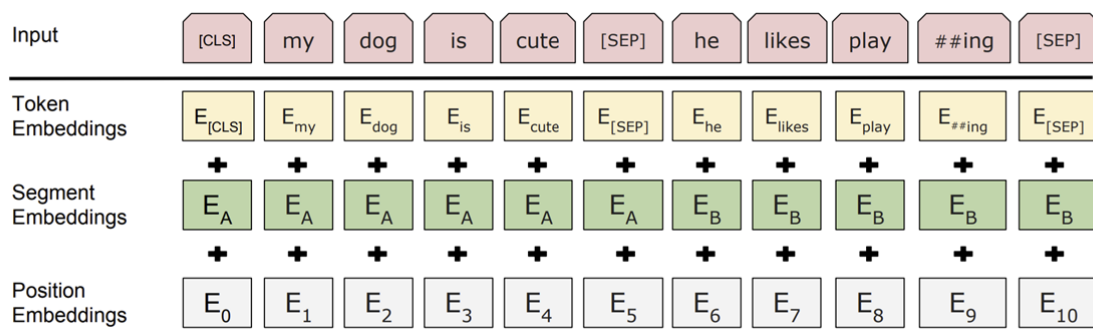 Input [CLS] my dog is cute [SEP] he likes play ##ing [SEP]
Token
Embeddings E[CLS] Emy Edog Eis Ecute E[SEP] Ehe Elikes Eplay E##ing E[SEP]
+ + + + + + + + + + +
Segment
Embeddings EA EA EA EA EA EA EB EB EB EB EB
+ + + + + + + + + + +
Position
Embeddings E0 E1 E2 E3 E4 E5 E6 E7 E8 E9 E10